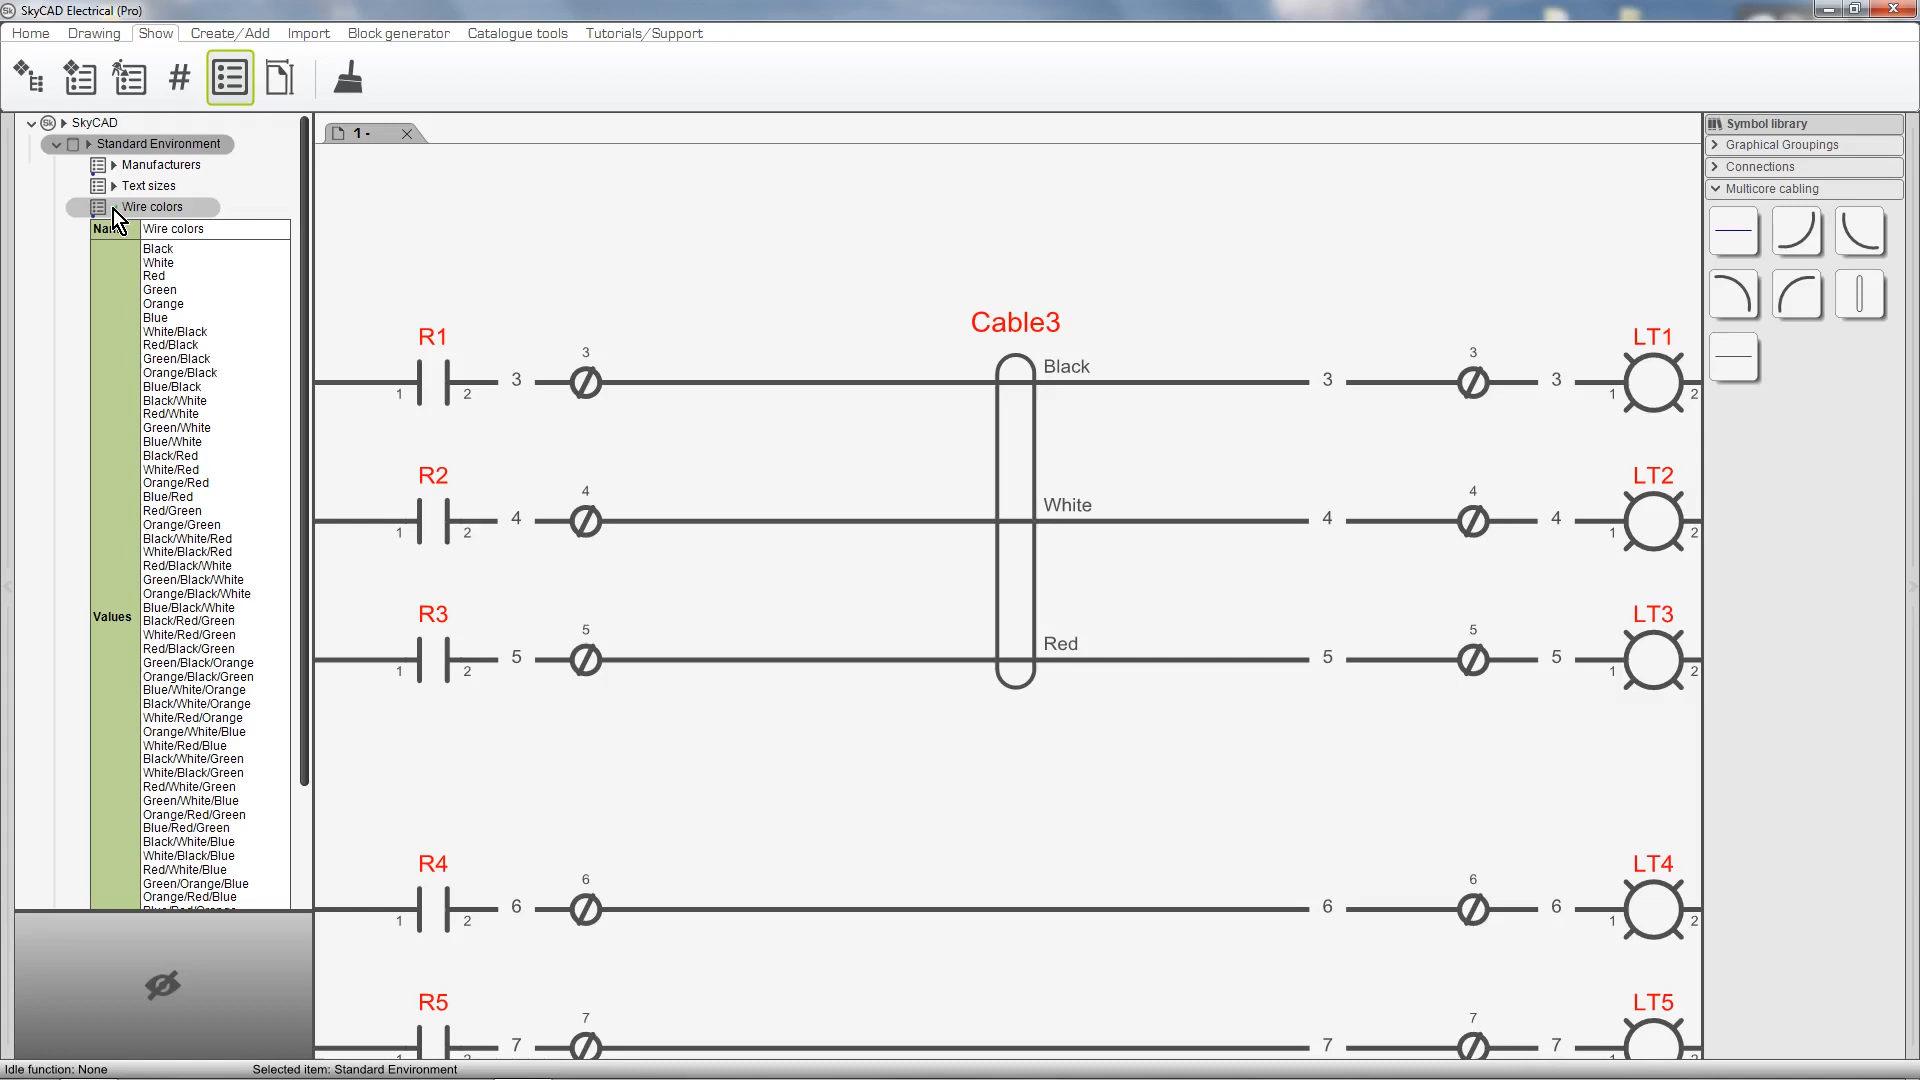 SkyCAD Electrical (Pro)
Home Drawing Show Create/Add Import Block generator Catalogue tools Tutorials/Support
#
SkyCAD
Standard Environment
Manufacturers
Text sizes
Wire colors
Wire colors
Black
White
Red
Green
Orange
Blue
White/Black
Red/Black
Green/Black
Orange/Black
Blue/Black
Black/White
Red/White
Green/White
Blue/White
Black/Red
White/Red
Orange/Red
Blue/Red
Red/Green
Orange/Green
Black/White/Red
White/Black/Red
Red/Black/White
Green/Black/White
Orange/Black/White
Blue/Black/White
Black/Red/Green
Values
White/Red/Green
Red/Black/Green
Green/Black/Orange
Orange/Black/Green
Blue/White/Orange
Black/White/Orange
White/Red/Orange
Orange/White/Blue
White/Red/Blue
Black/White/Green
White/Black/Green
Red/White/Green
Green/White/Blue
Orange/Red/Green
Blue/Red/Green
Black/White/Blue
White/Black/Blue
Red/White/Blue
Green/Orange/Blue
Orange/Red/Blue
1 -
Cable3
R1 3 Black 3 LT1
1 2 3 3 3 1 2
R2 4 White 4 LT2
1 2 4 4 4 1 2
R3 5 Red 5 LT3
1 2 5 5 5 1 2
R4 6 6 LT4
1 2 6 6 6 1 2
R5 7 7 LT5
7 7 7
Symbol library
Graphical Groupings
Connections
Multicore cabling
Idle function: None Selected item: Standard Environment